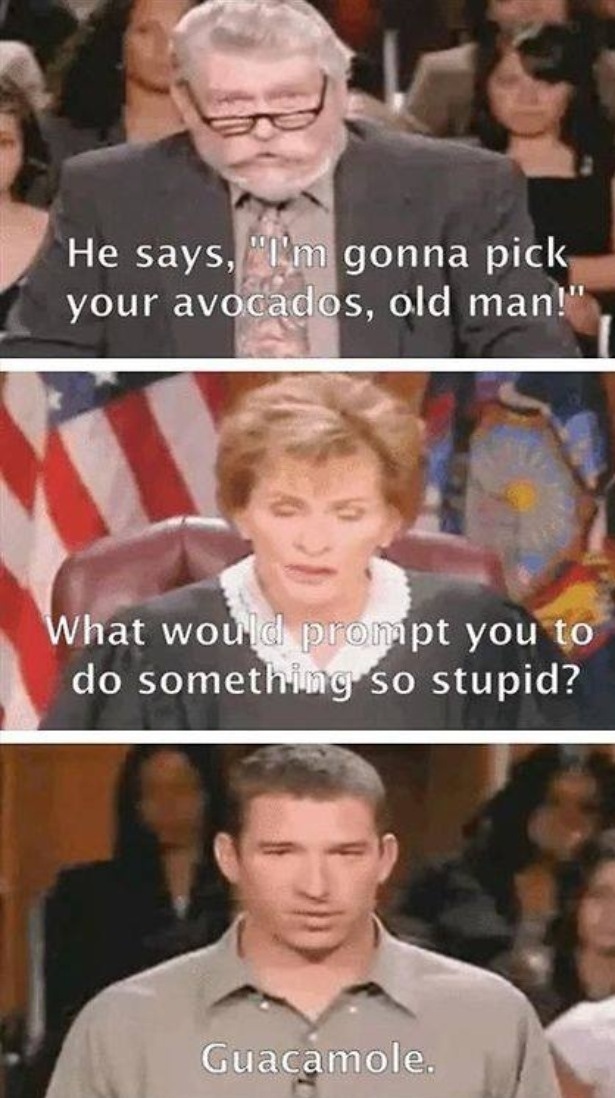 He says, "I'm gonna pick
your avocados, old man!"
What would prompt you to
do something so stupid?
Guacamole.